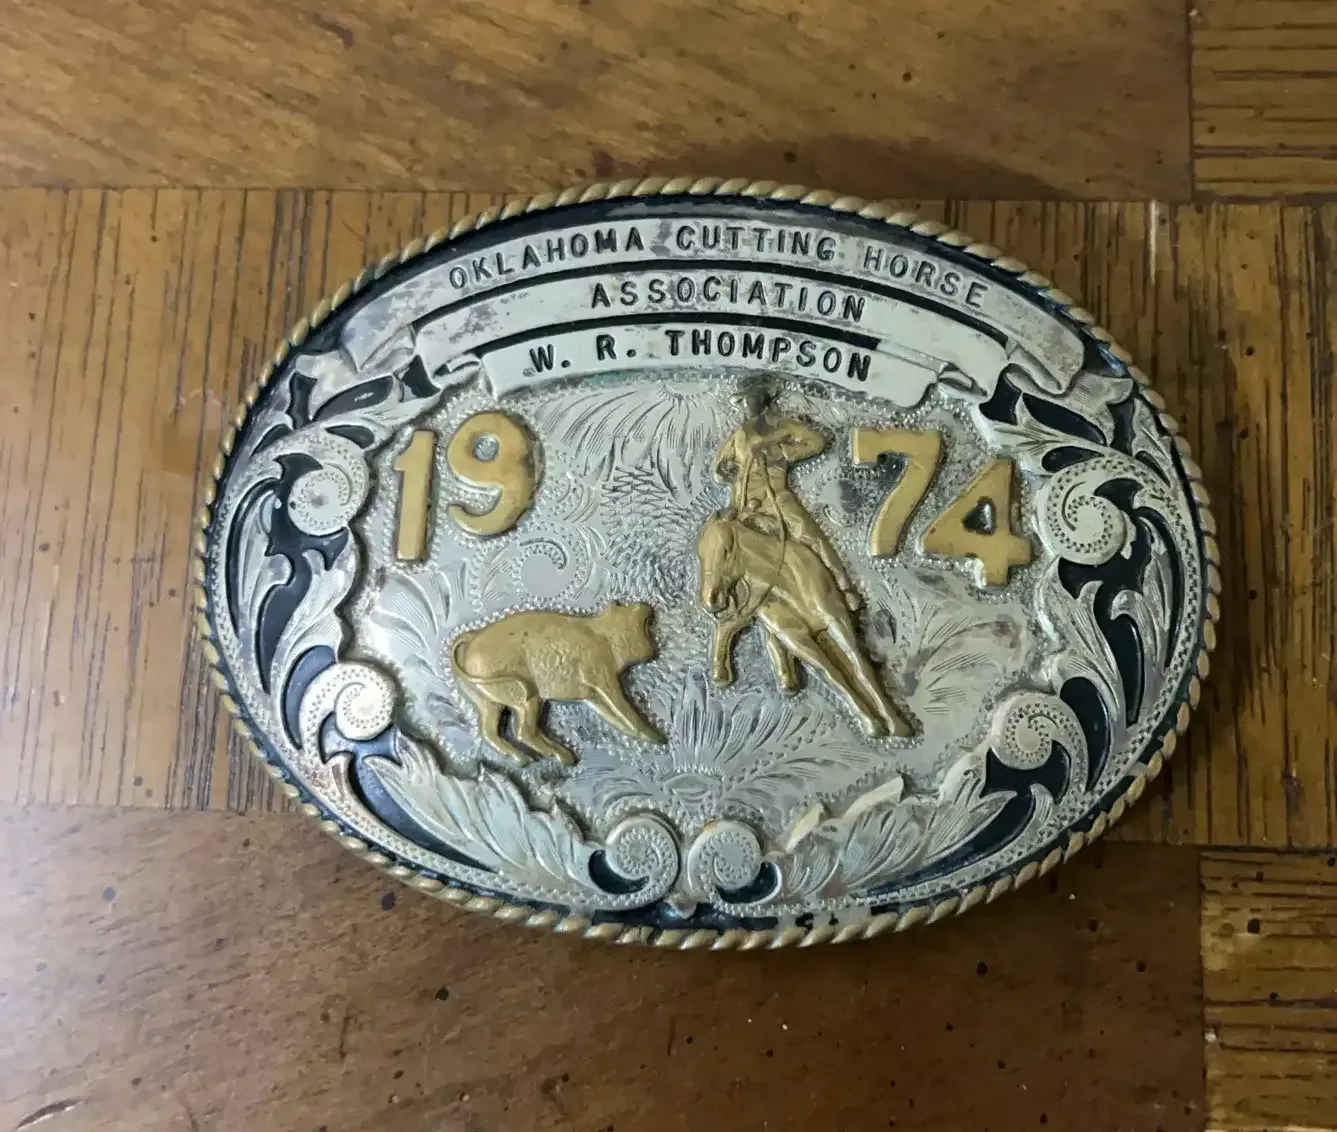 OKLAHOMA CUTTING HORSE
ASSOCIATION
W. R. THOMPSON
19 74